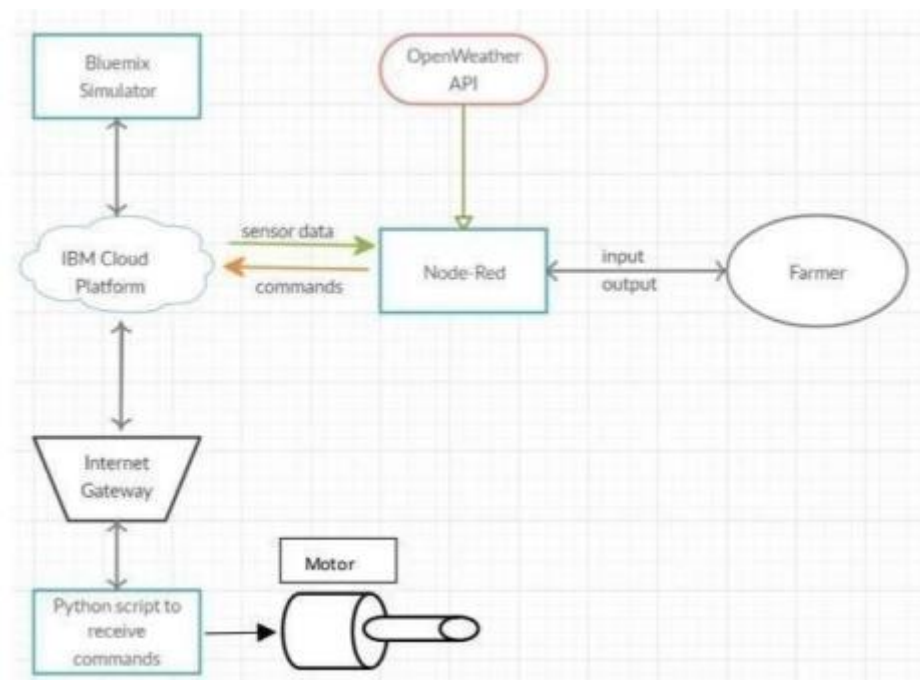 Bluemix
Simulator
OpenWeather
API
IBM Cloud
Platform
sensor data
commands
Node-Red
input
output
Farmer
Internet
Gateway
Motor
Python script to
receive
commands